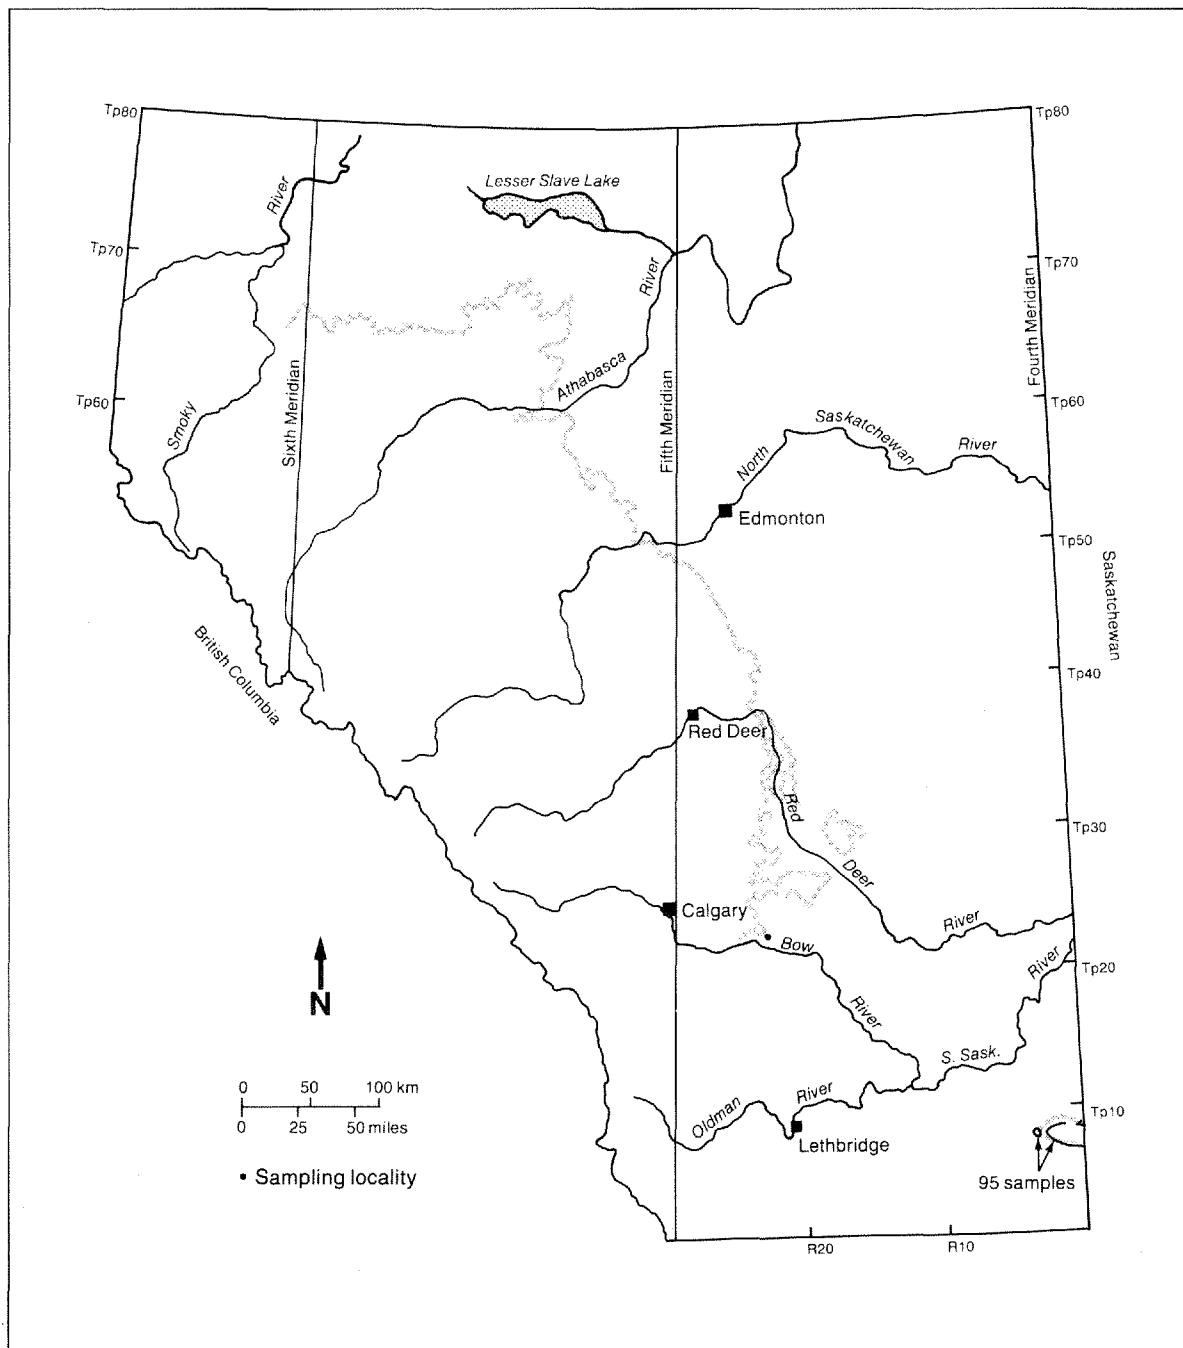 Tp80
Tp80
Lesser Slave Lake
River
Tp70
Tp70
River
Fourth Meridian
Athabasca
Sixth Meridian
Fifth Meridian
Tp60
Tp60
Smoky
Saskatchewan
River
North
Edmonton
Tp50
Saskatchewan
British Columbia
Tp40
Red Deer
Red
Tp30
Deer
Calgary
River
Bow
River
Tp20
N
River
S. Sask.
0 50 100 km
0 25 50 miles
Oldman
River
Tp10
Lethbridge
Sampling locality
95 samples
R20
R10